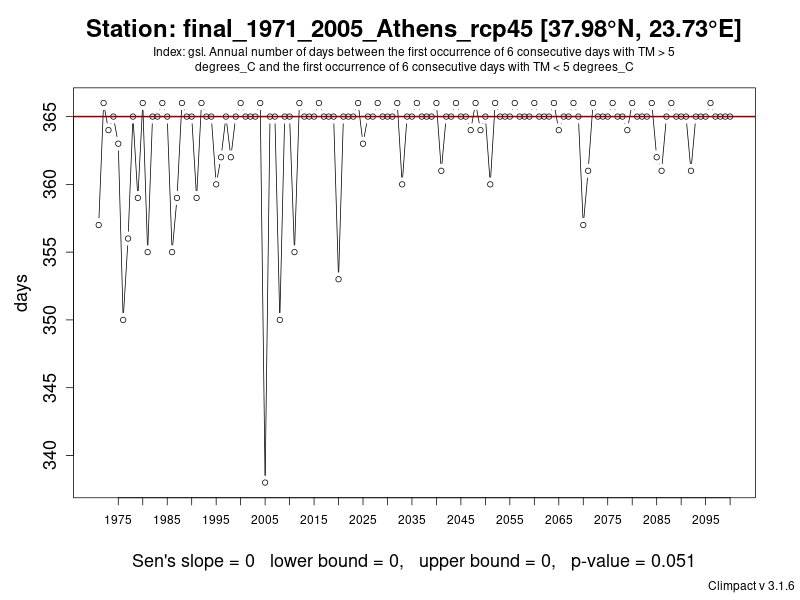 Station: final_1971_2005_Athens_rcp45 [37.98°N, 23.73°E]
Index: gsl. Annual number of days between the first occurrence of 6 consecutive days with TM > 5
degrees_C and the first occurrence of 6 consecutive days with TM < 5 degrees_C
365
360
355
350
345
340
days
1975 1985 1995 2005 2015 2025 2035 2045 2055 2065 2075 2085 2095
Sen's slope = 0 lower bound = 0, upper bound = 0, p-value = 0.051
Climpact v 3.1.6